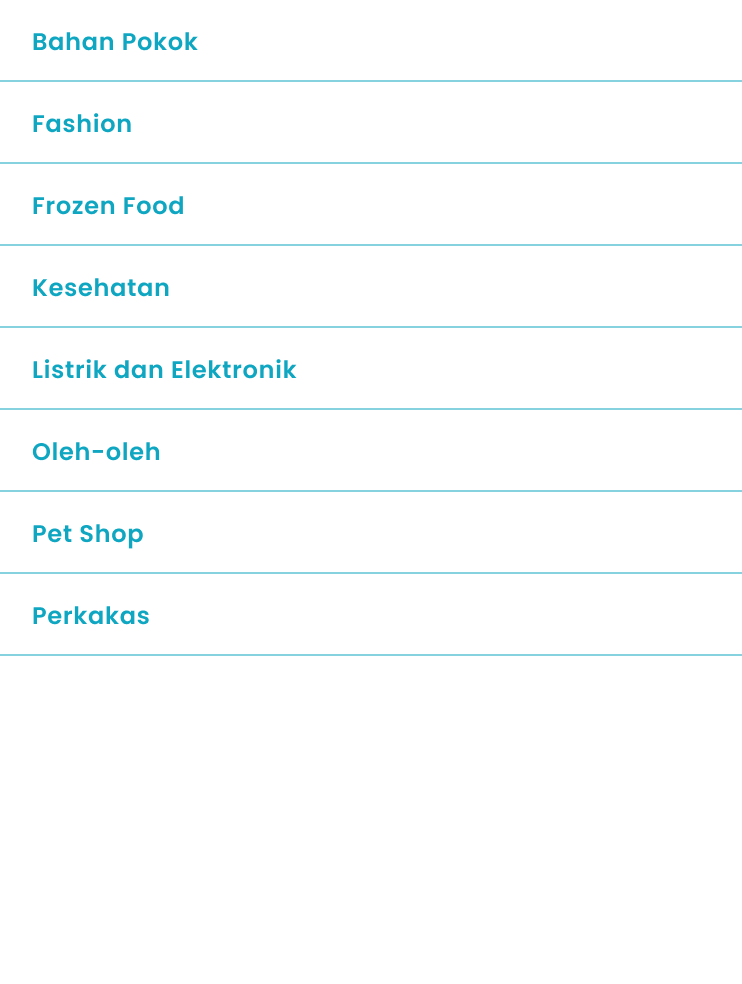 Bahan Pokok
Fashion
Frozen Food
Kesehatan
Listrik dan Elektronik
Oleh-oleh
Pet Shop
Perkakas